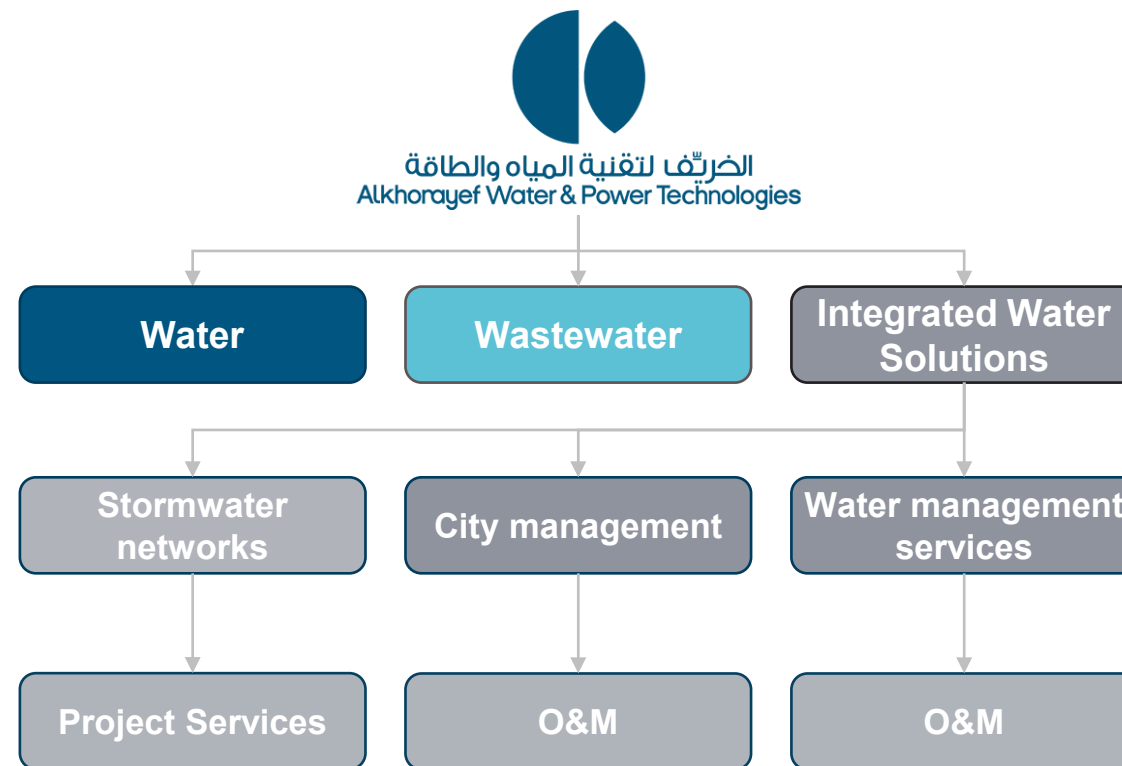 الخريّف لتقنية المياه والطاقة
Alkhorayef Water & Power Technologies
Water
Wastewater
Integrated Water
Solutions
Stormwater
networks
City management
Water management
services
Project Services
O&M
O&M